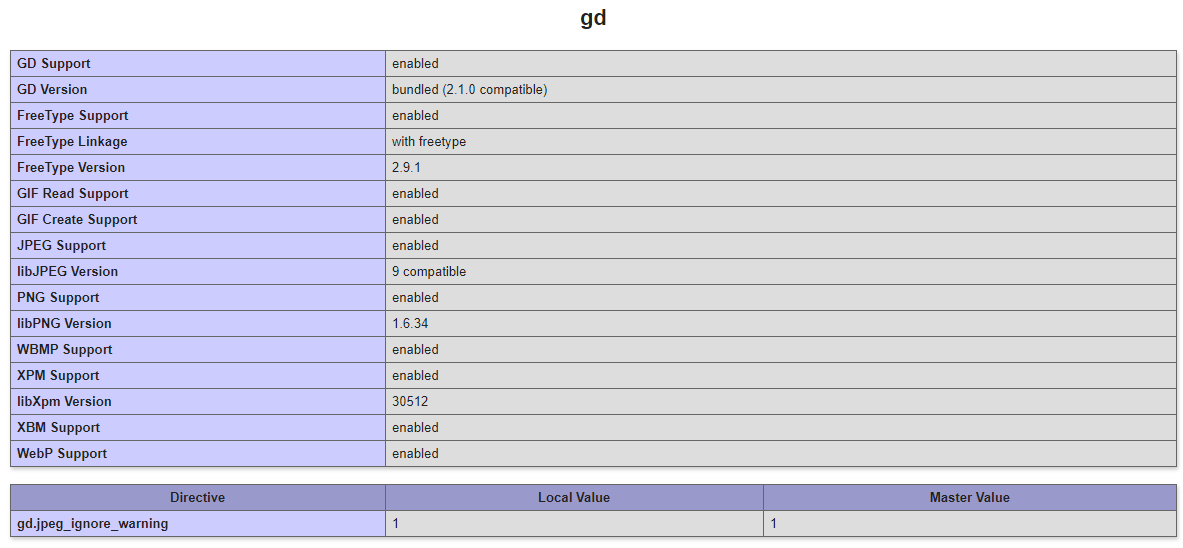 gd
GD Support enabled
GD Version bundled (2.1.0 compatible)
FreeType Support enabled
FreeType Linkage with freetype
FreeType Version 2.9.1
GIF Read Support enabled
GIF Create Support enabled
JPEG Support enabled
libJPEG Version 9 compatible
PNG Support enabled
libPNG Version 1.6.34
WBMP Support enabled
XPM Support enabled
libXpm Version 30512
XBM Support enabled
WebP Support enabled
Directive Local Value Master Value
gd.jpeg_ignore_warning 1 1